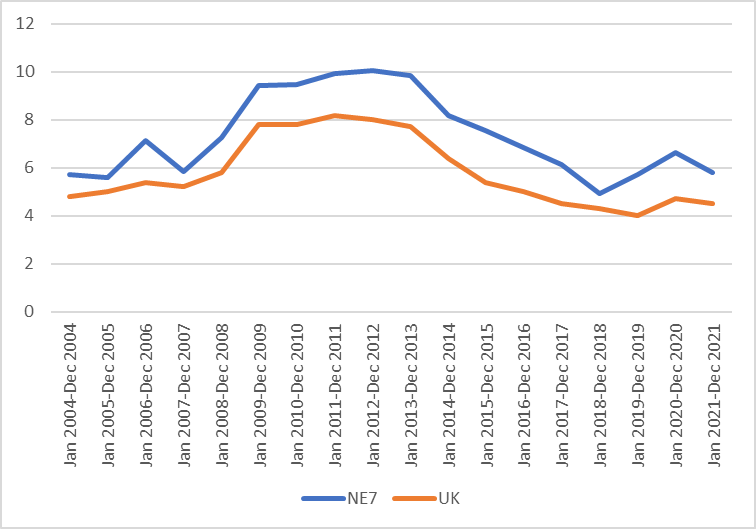 12
10
8
6
4
2
0
Jan 2004-Dec 2004
Jan 2005-Dec 2005
Jan 2006-Dec 2006
Jan 2007-Dec 2007
Jan 2008-Dec 2008
Jan 2009-Dec 2009
Jan 2010-Dec 2010
Jan 2011-Dec 2011
Jan 2012-Dec 2012
Jan 2013-Dec 2013
Jan 2014-Dec 2014
Jan 2015-Dec 2015
Jan 2016-Dec 2016
Jan 2017-Dec 2017
Jan 2018-Dec 2018
Jan 2019-Dec 2019
Jan 2020-Dec 2020
Jan 2021-Dec 2021
NE7 UK